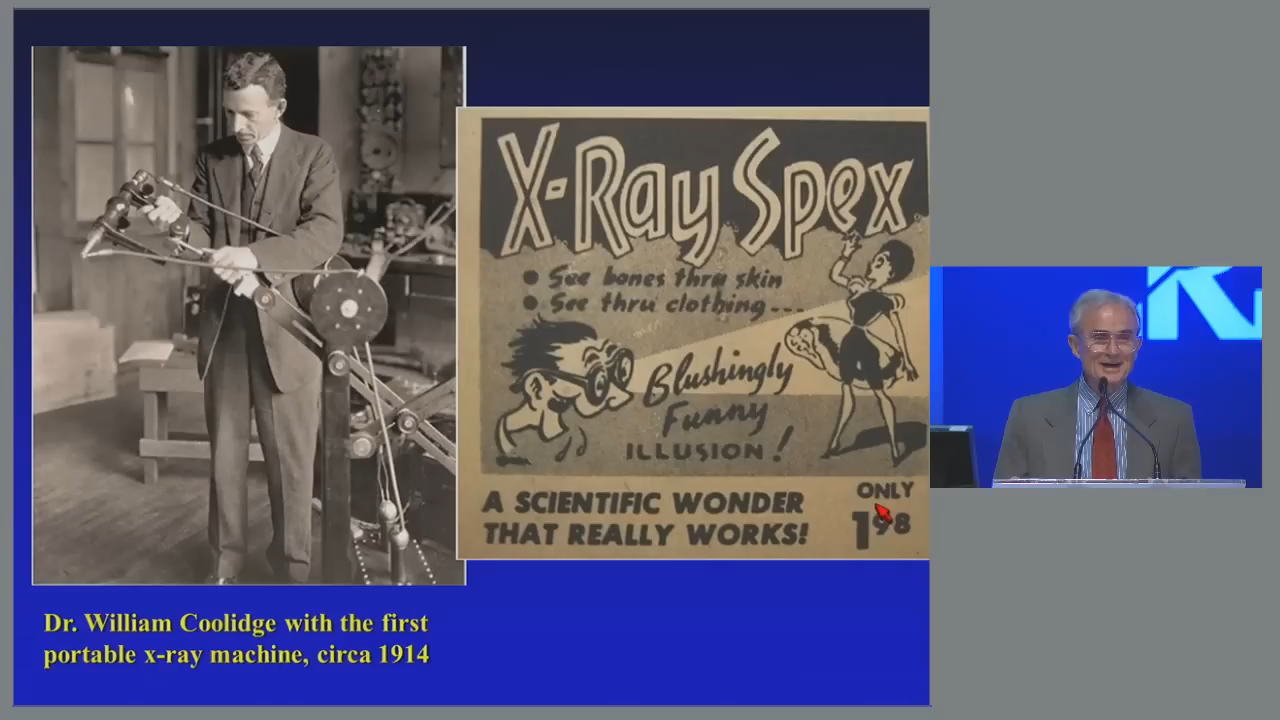 X-Ray Spex
• See bones thru skin
• See thru clothing---
Blushingly
Funny
ILLUSION!
A SCIENTIFIC WONDER
THAT REALLY WORKS!
ONLY
1.98
Dr. William Coolidge with the first
portable x-ray machine, circa 1914